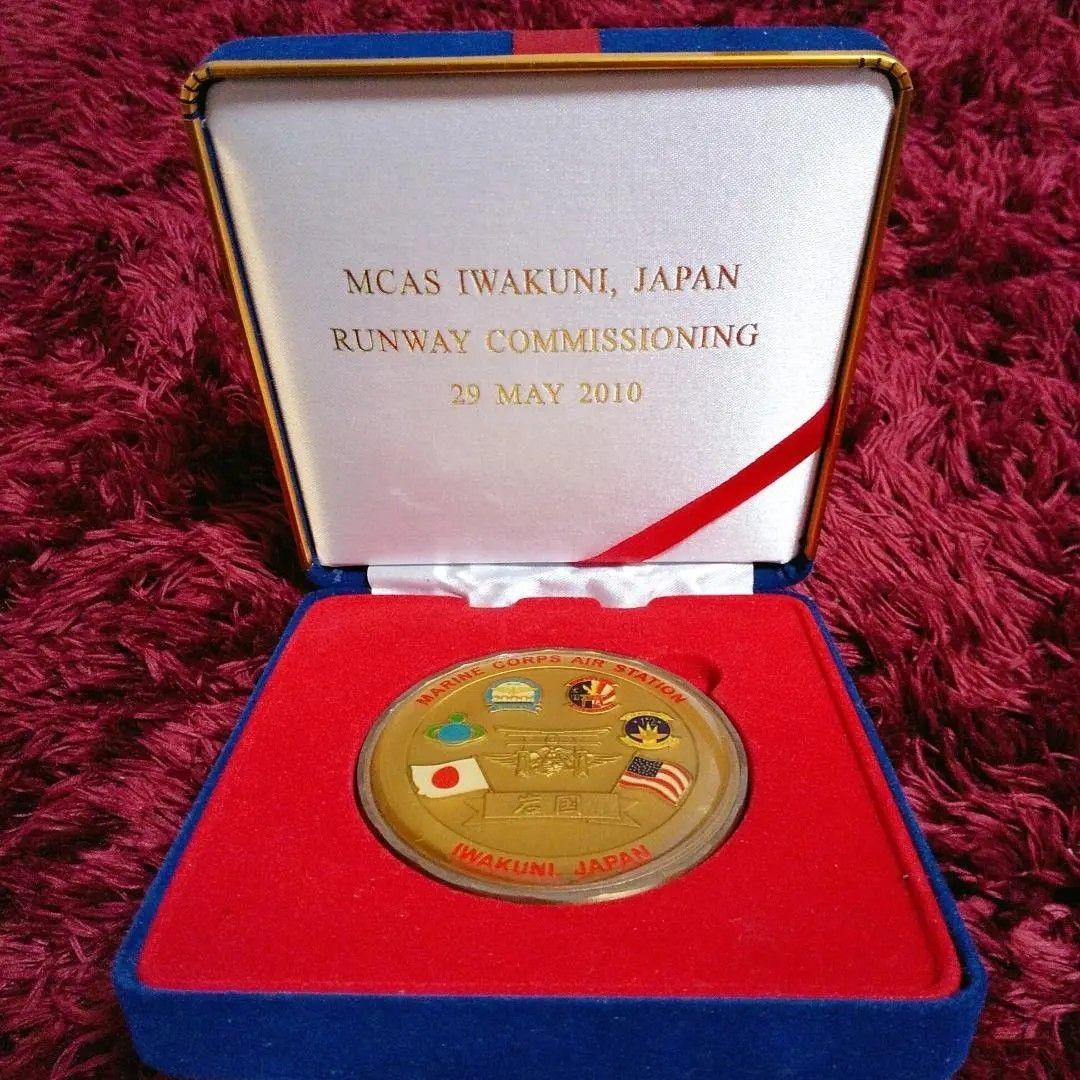 MCAS IWAKUNI, JAPAN
RUNWAY COMMISSIONING
29 MAY 2010
MARINE CORPS AIR STATION
岩国
IWAKUNI, JAPAN